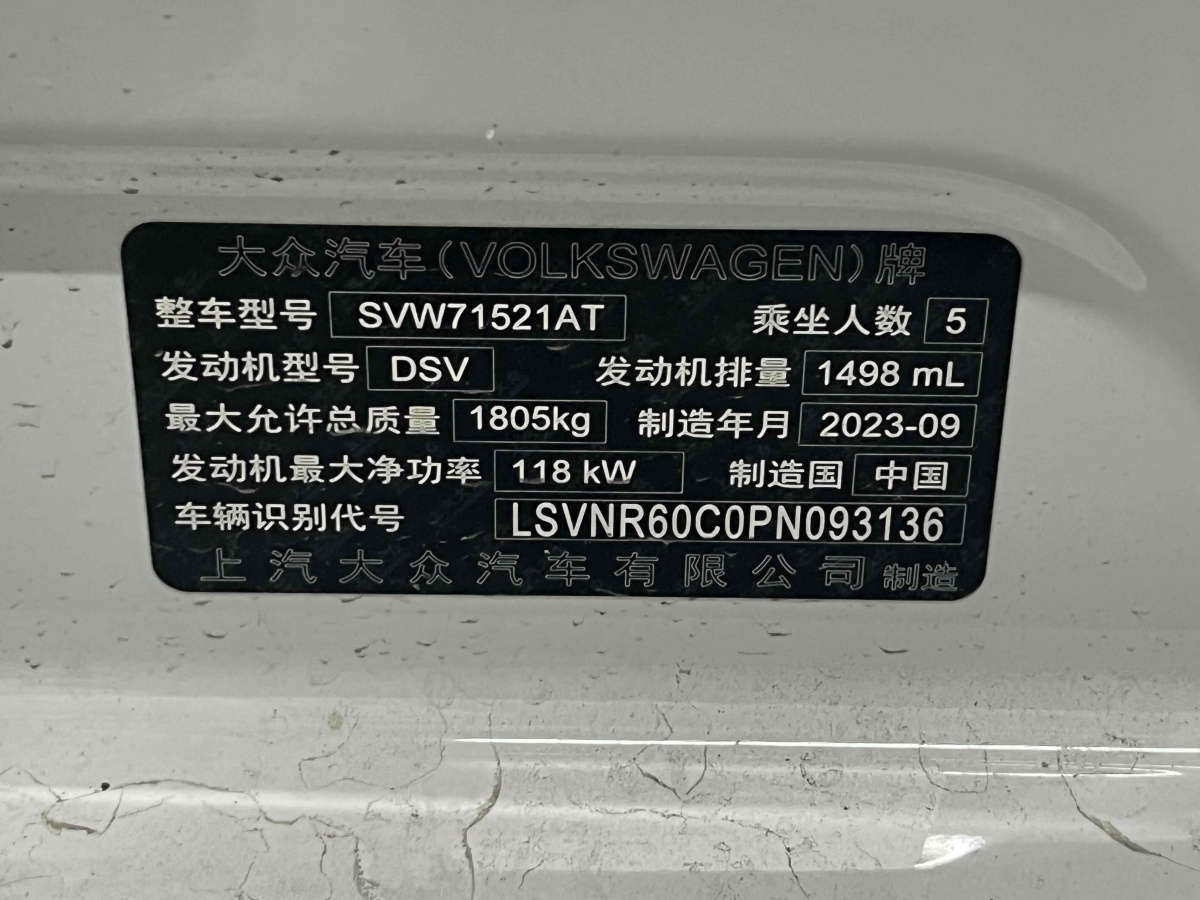 大众汽车(VOLKSWAGEN)牌
整车型号 SVW71521AT 乘坐人数 5
发动机型号 DSV 发动机排量 1498 mL
最大允许总质量 1805kg 制造年月 2023-09
发动机最大净功率 118 kW 制造国 中国
车辆识别代号 LSVNR60C0PN093136
上汽大众汽车有限公司 制造